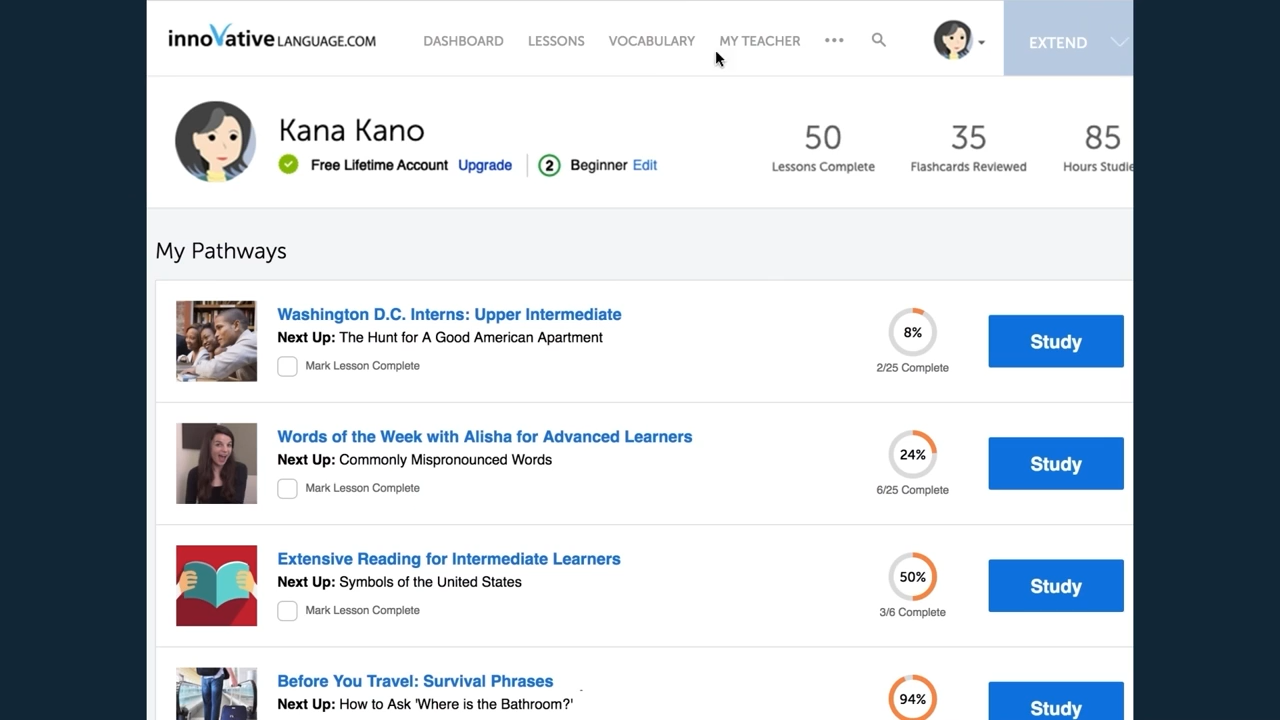 innoVative LANGUAGE.COM
DASHBOARD LESSONS VOCABULARY MY TEACHER ••• EXTEND
Kana Kano
Free Lifetime Account Upgrade 2 Beginner Edit
50 35 85
Lessons Complete Flashcards Reviewed Hours Studie
My Pathways
Washington D.C. Interns: Upper Intermediate
Next Up: The Hunt for A Good American Apartment
Mark Lesson Complete
8%
2/25 Complete
Study
Words of the Week with Alisha for Advanced Learners
Next Up: Commonly Mispronounced Words
Mark Lesson Complete
24%
6/25 Complete
Study
Extensive Reading for Intermediate Learners
Next Up: Symbols of the United States
Mark Lesson Complete
50%
3/6 Complete
Study
Before You Travel: Survival Phrases
Next Up: How to Ask 'Where is the Bathroom?'
94%
Study